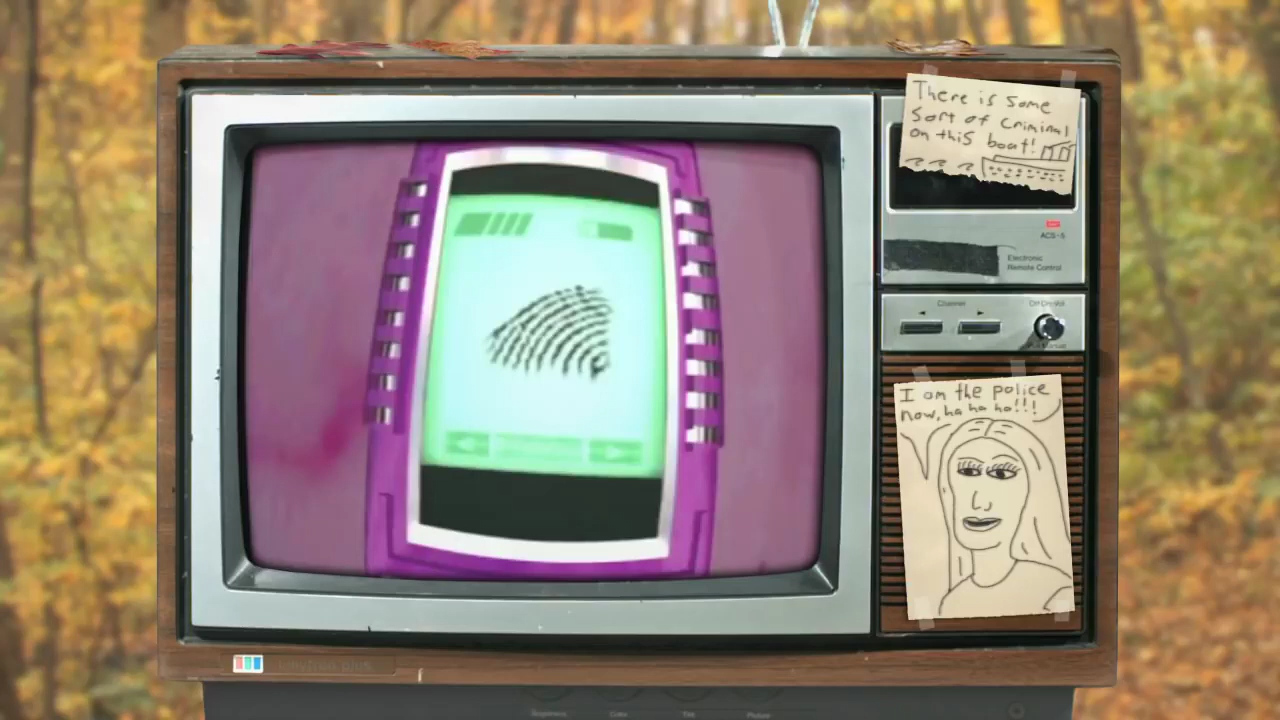 There is some
sort of criminal
on this boat!
ACS-5
Electronic
Remote Control
Channel
I am the police
now, ha ha ha!!!